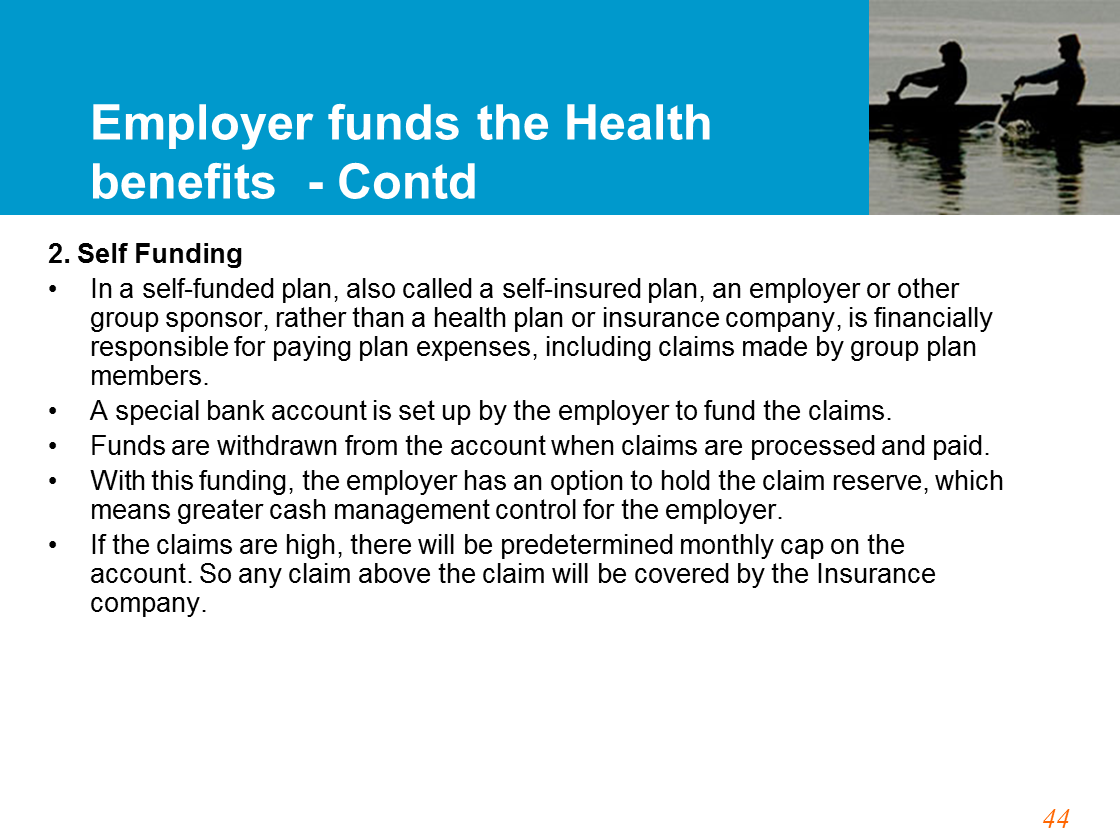 Employer funds the Health
benefits  - Contd
2. Self Funding
• In a self-funded plan, also called a self-insured plan, an employer or other
group sponsor, rather than a health plan or insurance company, is financially
responsible for paying plan expenses, including claims made by group plan
members.
• A special bank account is set up by the employer to fund the claims.
• Funds are withdrawn from the account when claims are processed and paid.
• With this funding, the employer has an option to hold the claim reserve, which
means greater cash management control for the employer.
• If the claims are high, there will be predetermined monthly cap on the
account. So any claim above the claim will be covered by the Insurance
company.
44